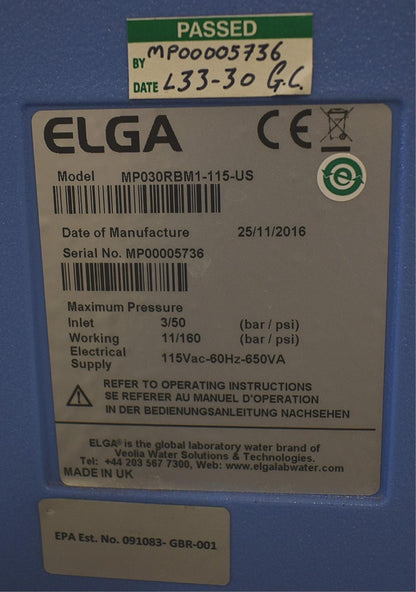 PASSED
BY MP00005736
DATE L33-30 G.C.
ELGA CE
Model MP030RBM1-115-US
Date of Manufacture 25/11/2016
Serial No. MP00005736
Maximum Pressure
Inlet 3/50 (bar / psi)
Working 11/160 (bar / psi)
Electrical
Supply 115Vac-60Hz-650VA
REFER TO OPERATING INSTRUCTIONS
SE REFERER AU MANUEL D'OPERATION
IN DER BEDIENUNGSANLEITUNG NACHSEHEN
ELGA® is the global laboratory water brand of
Veolia Water Solutions & Technologies.
Tel: +44 203 567 7300, Web: www.elgalabwater.com
MADE IN UK
EPA Est. No. 091083- GBR-001